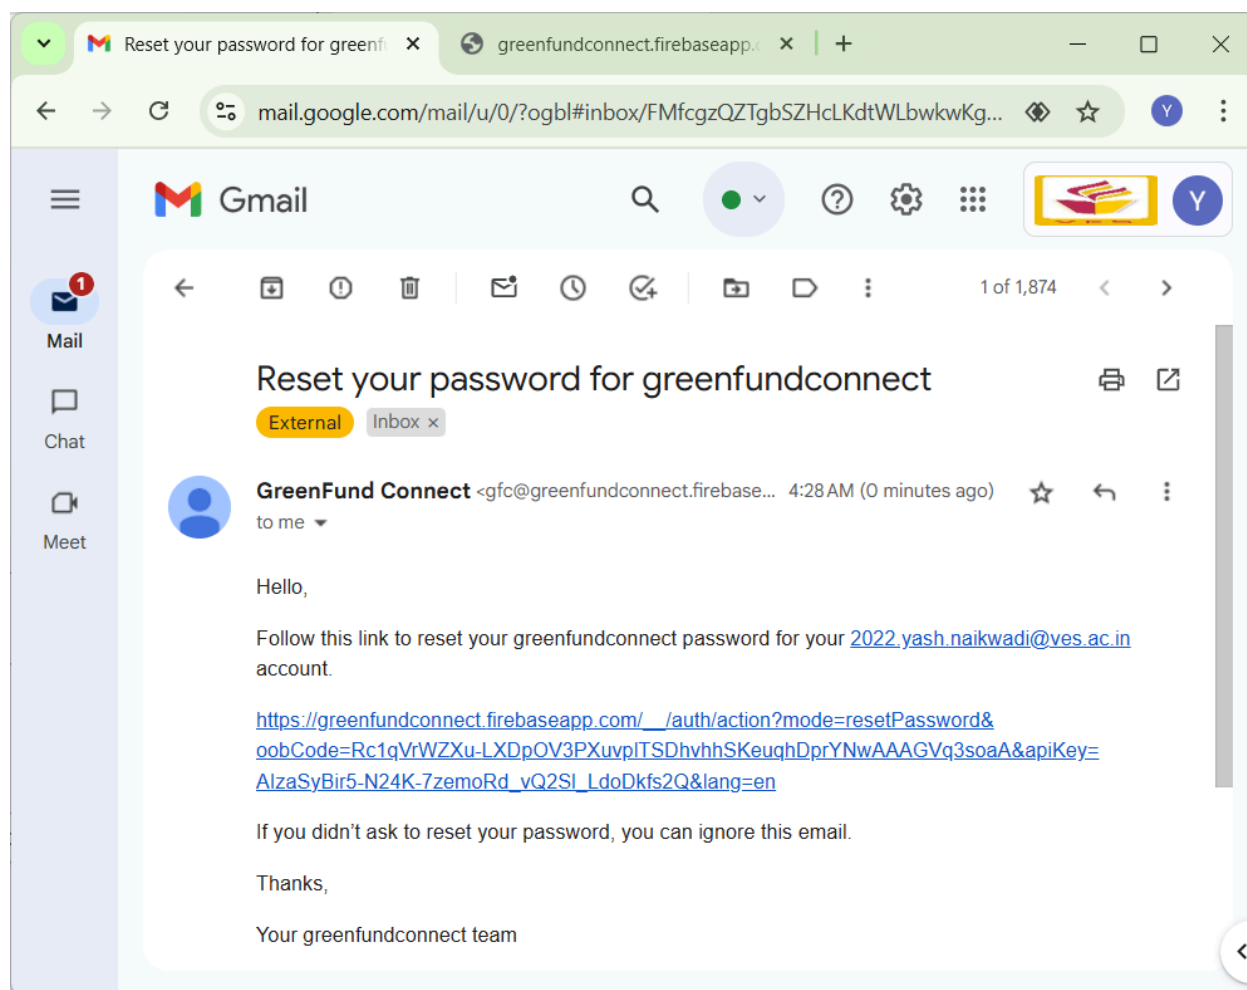 Reset your password for greenf
greenfundconnect.firebaseapp.c
mail.google.com/mail/u/0/?ogbl#inbox/FMfcgzQZTgbSZHcLKdtWLbwkwKg...
Y
Gmail
Y
1
Mail
Chat
Meet
1 of 1,874
Reset your password for greenfundconnect
External
Inbox ×
GreenFund Connect <gfc@greenfundconnect.firebase... 4:28 AM (0 minutes ago)
to me
Hello,
Follow this link to reset your greenfundconnect password for your 2022.yash.naikwadi@ves.ac.in
account.
https://greenfundconnect.firebaseapp.com/__/auth/action?mode=resetPassword&
oobCode=Rc1qVrWZXu-LXDpOV3PXuvpITSDhvhhSKeuqhDprYNwAAAGVq3soaA&apiKey=
AIzaSyBir5-N24K-7zemoRd_vQ2SI_LdoDkfs2Q&lang=en
If you didn't ask to reset your password, you can ignore this email.
Thanks,
Your greenfundconnect team